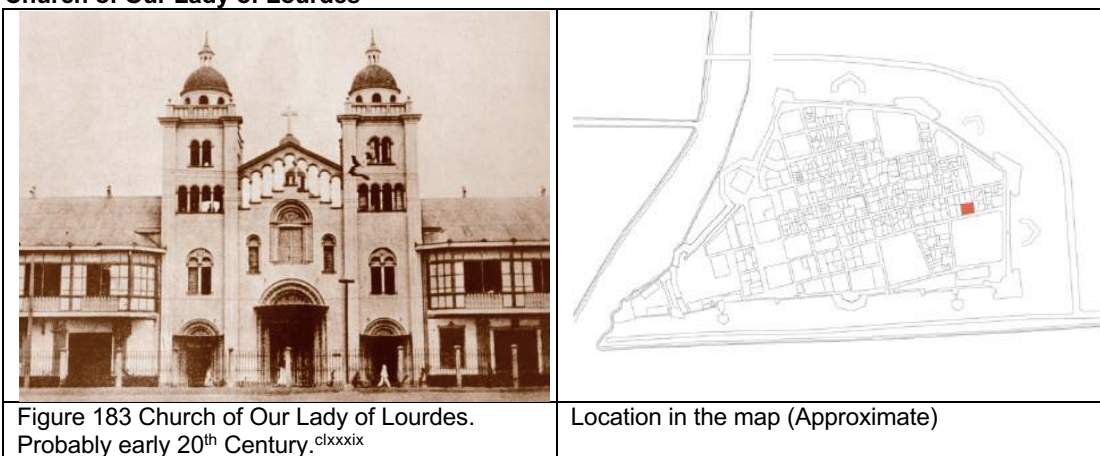 Church of Our Lady of Lourdes
Figure 183 Church of Our Lady of Lourdes.
Probably early 20th Century.clxxxix
Location in the map (Approximate)